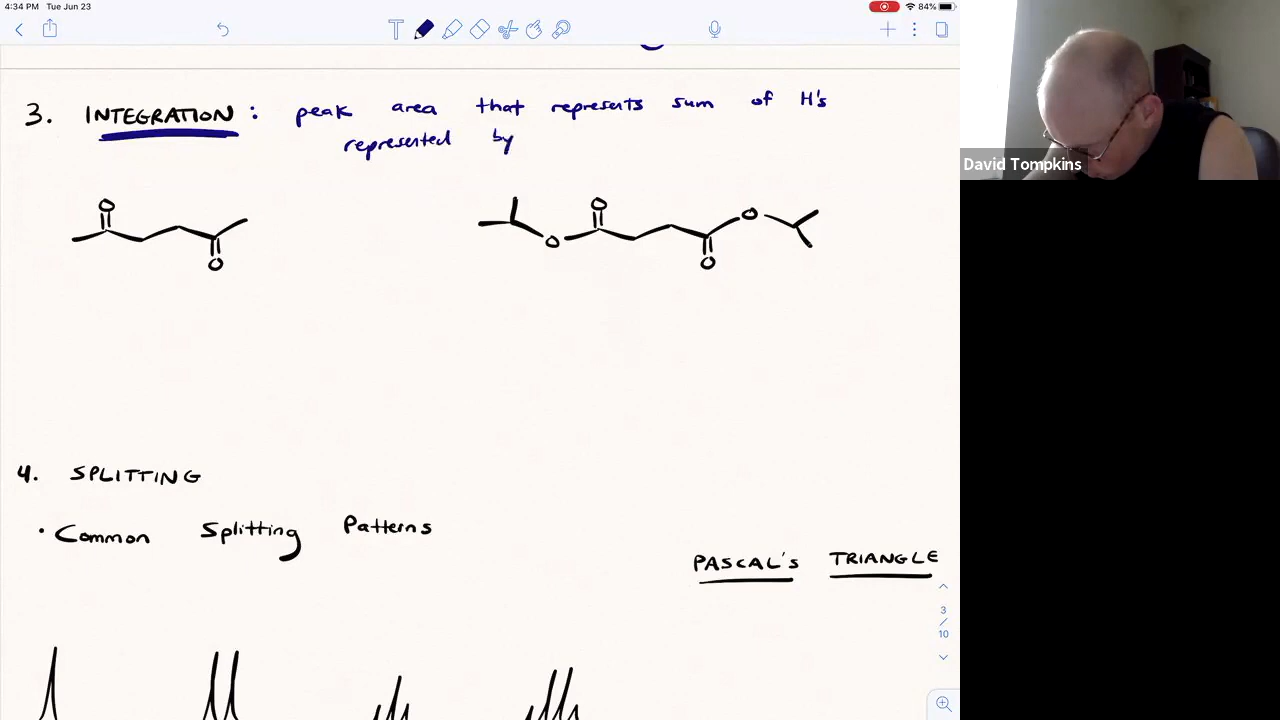 4:34 PM Tue Jun 23
84%
3. INTEGRATION : peak area that represents sum of H's
represented by
David Tompkins
O O O
O O O
4. SPLITTING
• Common Splitting Patterns
PASCAL'S TRIANGLE
3
/
10